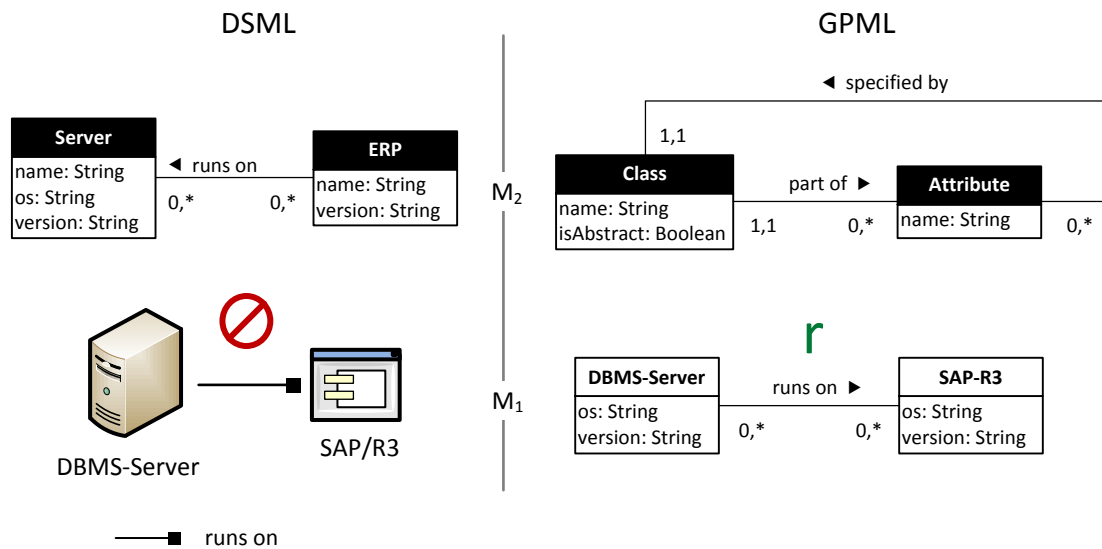 DSML
GPML
◄ specified by
Server
name: String
os: String
version: String
◄ runs on
0,*
0,*
ERP
name: String
version: String
M₂
1,1
Class
name: String
isAbstract: Boolean
part of ►
1,1
0,*
Attribute
name: String
0,*
DBMS-Server
SAP/R3
M₁
r
DBMS-Server
os: String
version: String
runs on ►
0,*
0,*
SAP-R3
os: String
version: String
runs on